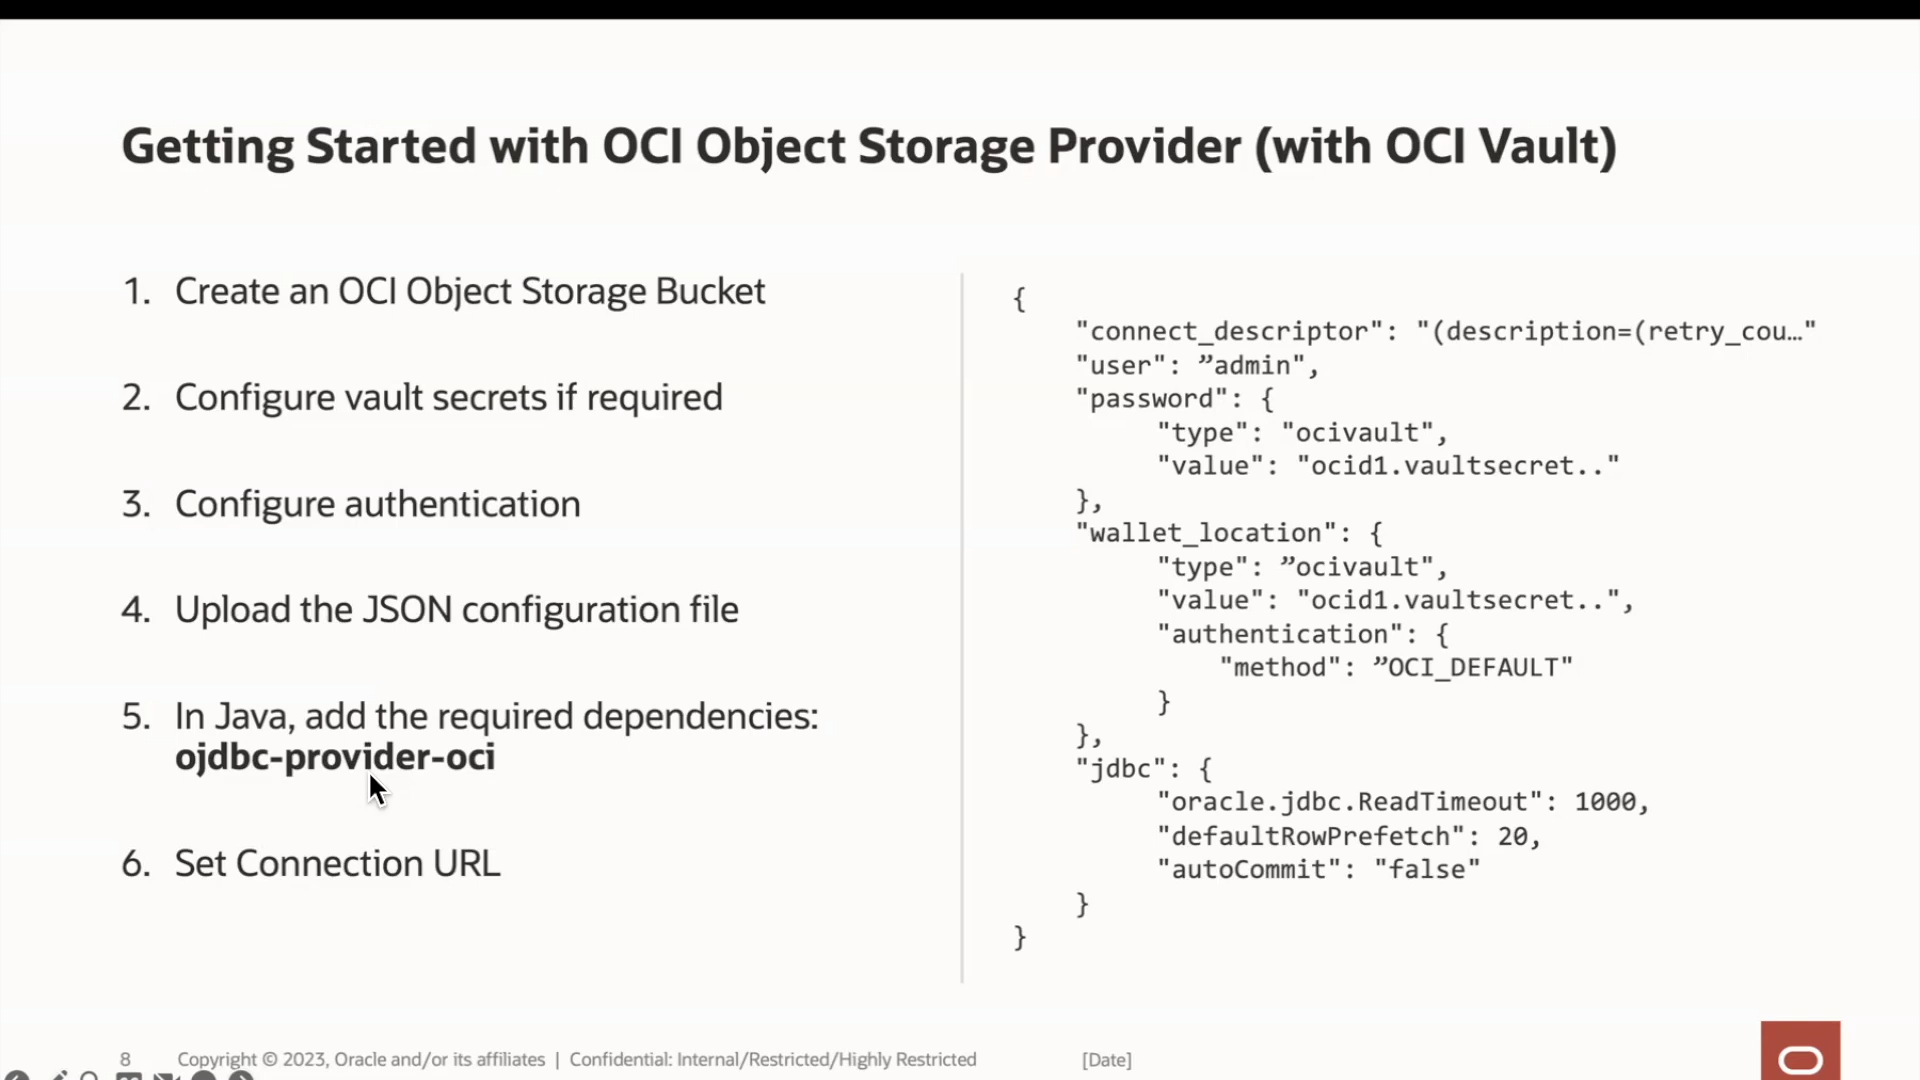 Getting Started with OCI Object Storage Provider (with OCI Vault)
1. Create an OCI Object Storage Bucket
2. Configure vault secrets if required
3. Configure authentication
4. Upload the JSON configuration file
5. In Java, add the required dependencies:
ojdbc-provider-oci
6. Set Connection URL
{
"connect_descriptor": "(description=(retry_cou…"
"user": ”admin",
"password": {
"type": "ocivault",
"value": "ocid1.vaultsecret.."
},
"wallet_location": {
"type": ”ocivault",
"value": "ocid1.vaultsecret..",
"authentication": {
"method": ”OCI_DEFAULT"
}
},
"jdbc": {
"oracle.jdbc.ReadTimeout": 1000,
"defaultRowPrefetch": 20,
"autoCommit": "false"
}
}
8 Copyright © 2023, Oracle and/or its affiliates | Confidential: Internal/Restricted/Highly Restricted [Date]